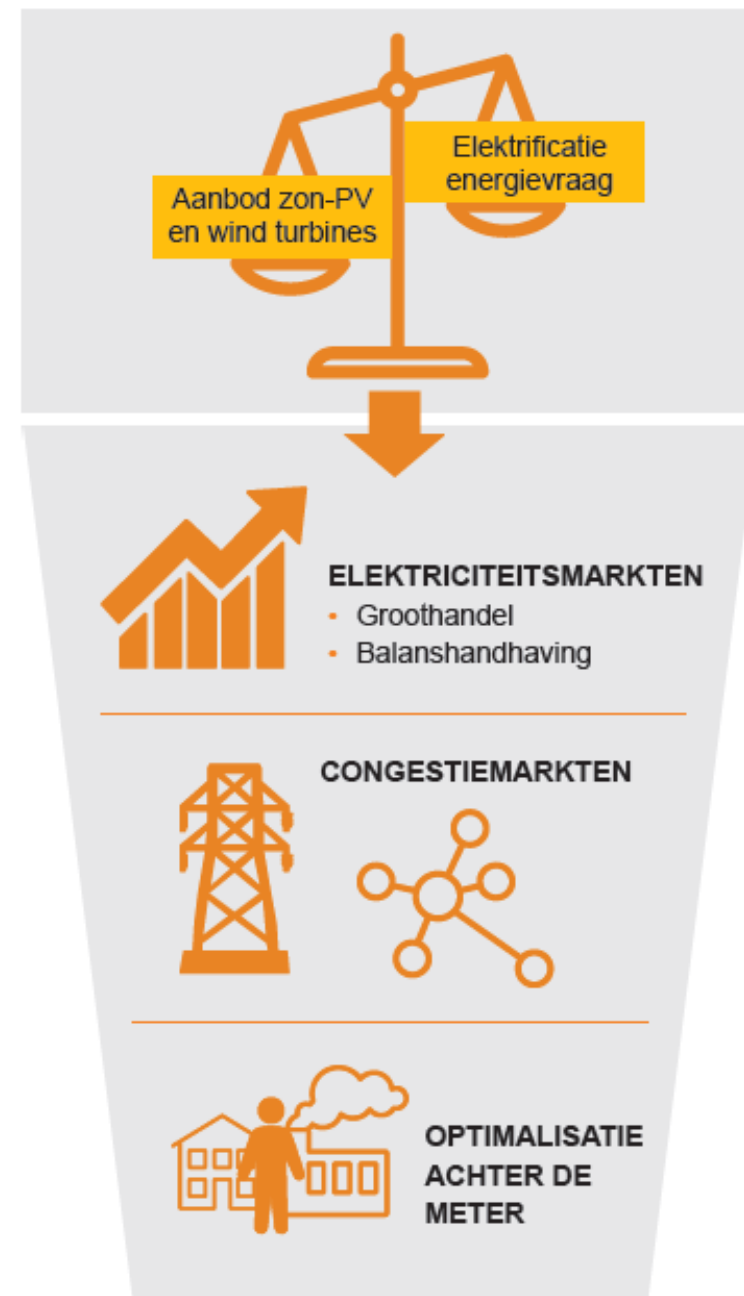 Elektrificatie
energievraag
Aanbod zon-PV
en wind turbines
ELEKTRICITEITSMARKTEN
• Groothandel
• Balanshandhaving
CONGESTIEMARKTEN
OPTIMALISATIE
ACHTER DE
METER